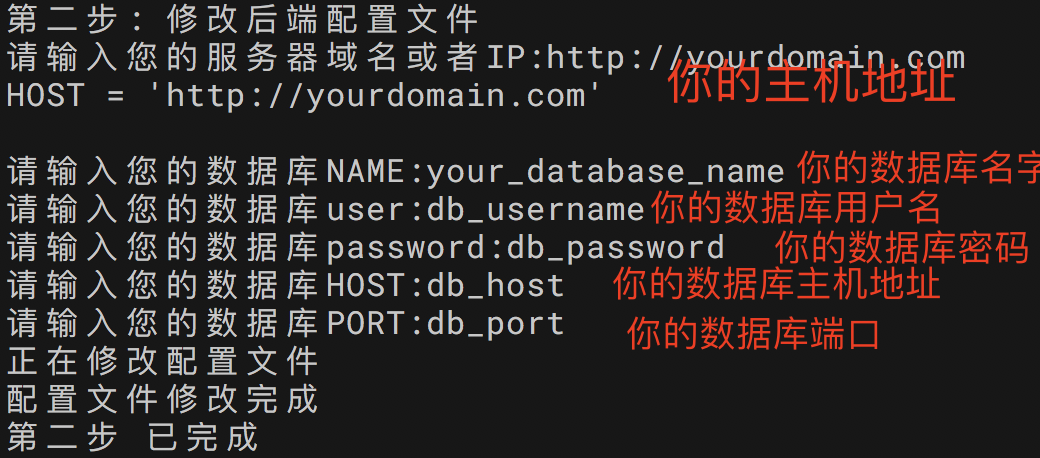 第二步：修改后端配置文件
请输入您的服务器域名或者IP:http://yourdomain.com
你的主机地址
HOST = 'http://yourdomain.com'
请输入您的数据库NAME:your_database_name 你的数据库名字
请输入您的数据库user:db_username 你的数据库用户名
请输入您的数据库password:db_password 你的数据库密码
请输入您的数据库HOST:db_host 你的数据库主机地址
请输入您的数据库PORT:db_port 你的数据库端口
正在修改配置文件
配置文件修改完成
第二步 已完成